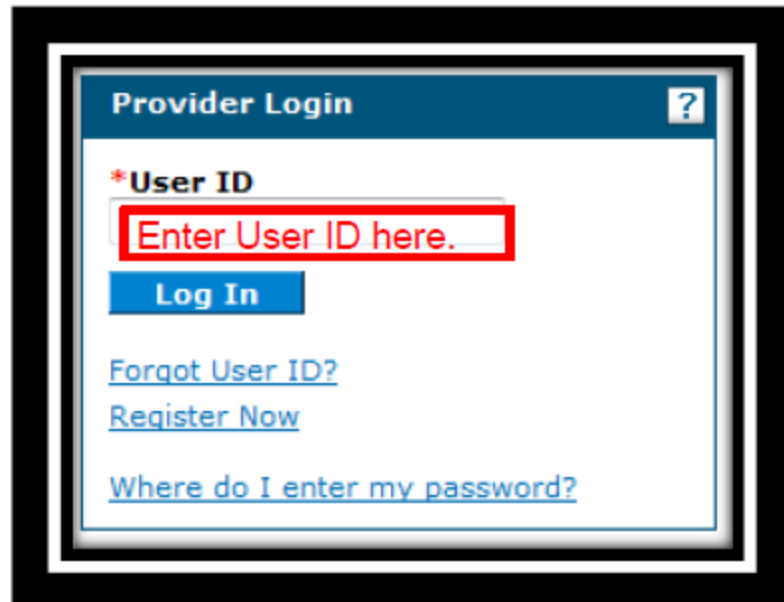 Provider Login ?
*User ID
Enter User ID here.
Log In
Forgot User ID?
Register Now
Where do I enter my password?